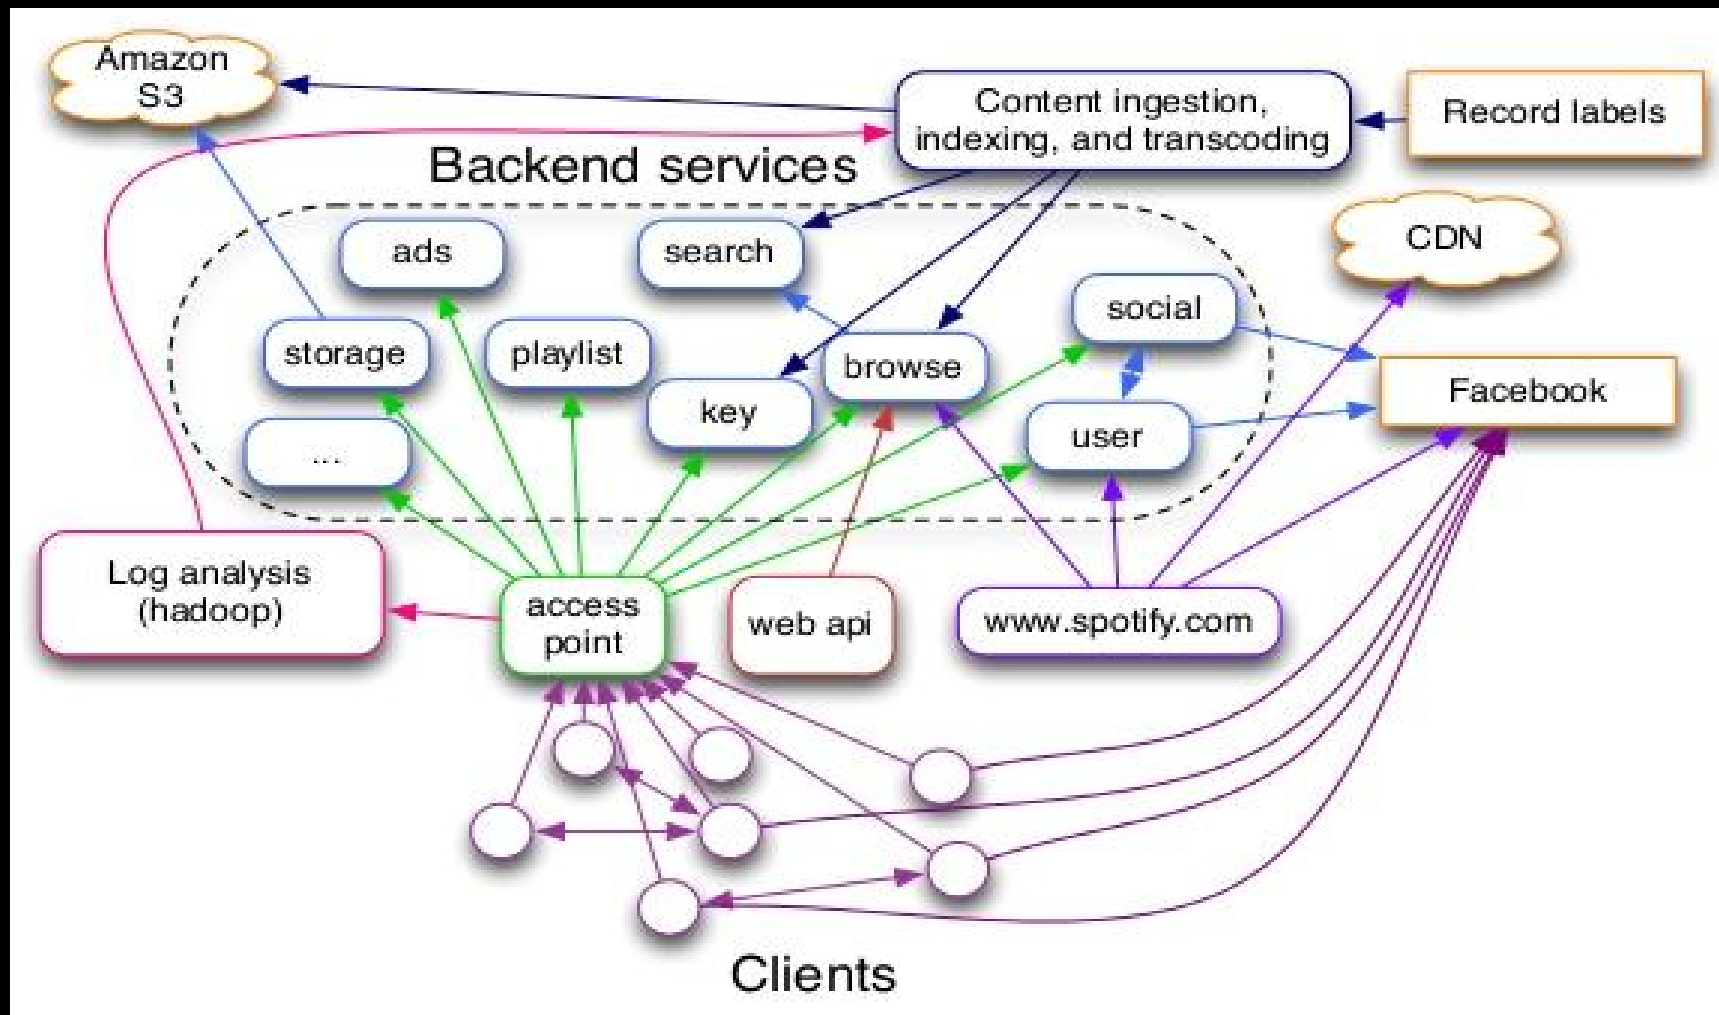 Amazon
S3
Content ingestion,
indexing, and transcoding
Record labels
Backend services
ads
search
CDN
social
storage
playlist
browse
Facebook
key
user
...
Log analysis
(hadoop)
access
point
web api
www.spotify.com
Clients